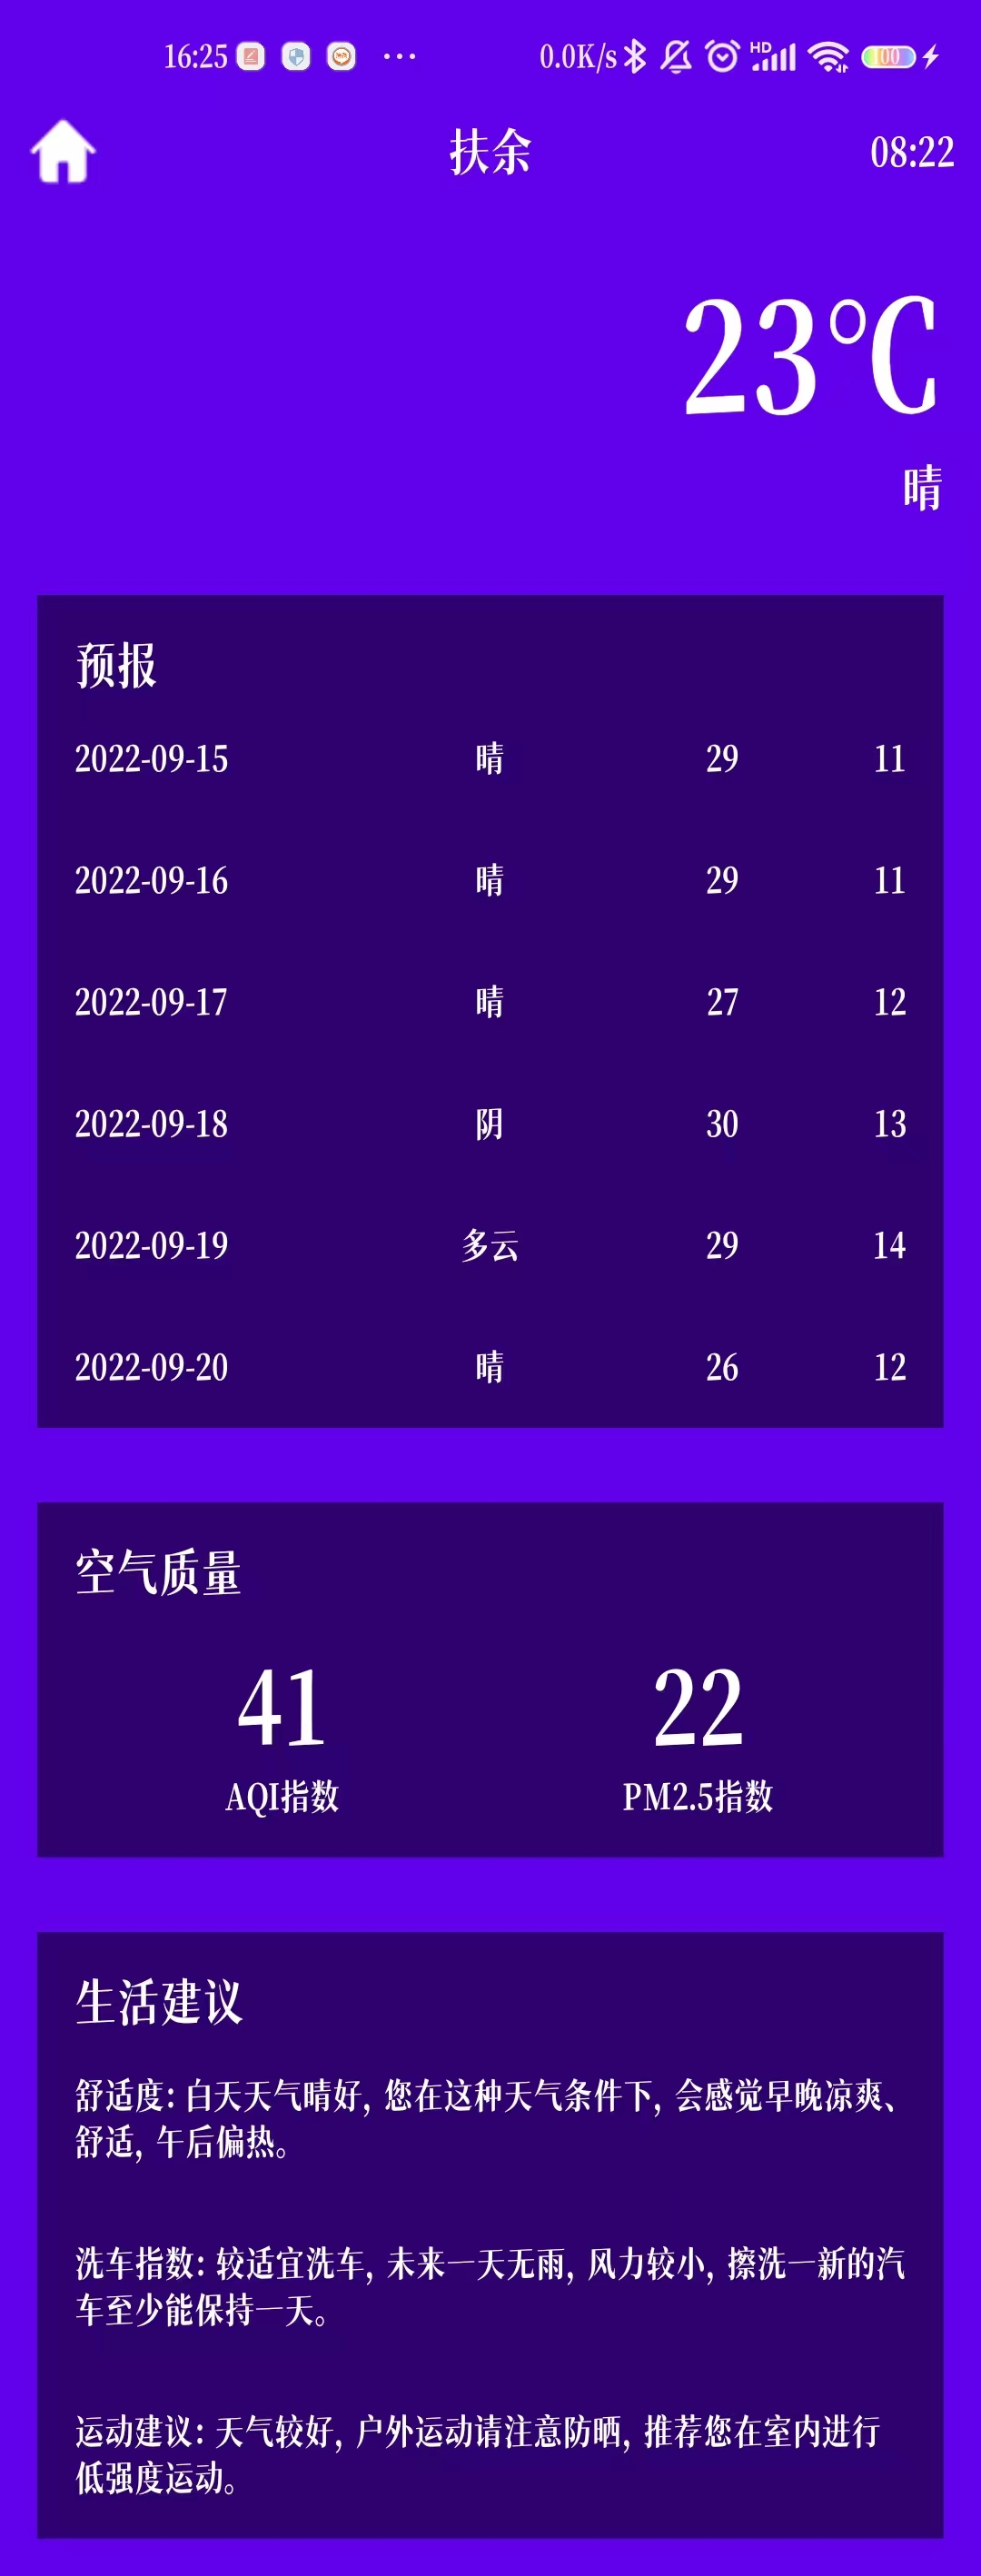 16:25 ... 0.0K/s HD 100
扶余 08:22
23℃
晴
预报
2022-09-15 晴 29 11
2022-09-16 晴 29 11
2022-09-17 晴 27 12
2022-09-18 阴 30 13
2022-09-19 多云 29 14
2022-09-20 晴 26 12
空气质量
41 22
AQI指数 PM2.5指数
生活建议
舒适度: 白天天气晴好, 您在这种天气条件下, 会感觉早晚凉爽、
舒适, 午后偏热。
洗车指数: 较适宜洗车, 未来一天无雨, 风力较小, 擦洗一新的汽
车至少能保持一天。
运动建议: 天气较好, 户外运动请注意防晒, 推荐您在室内进行
低强度运动。